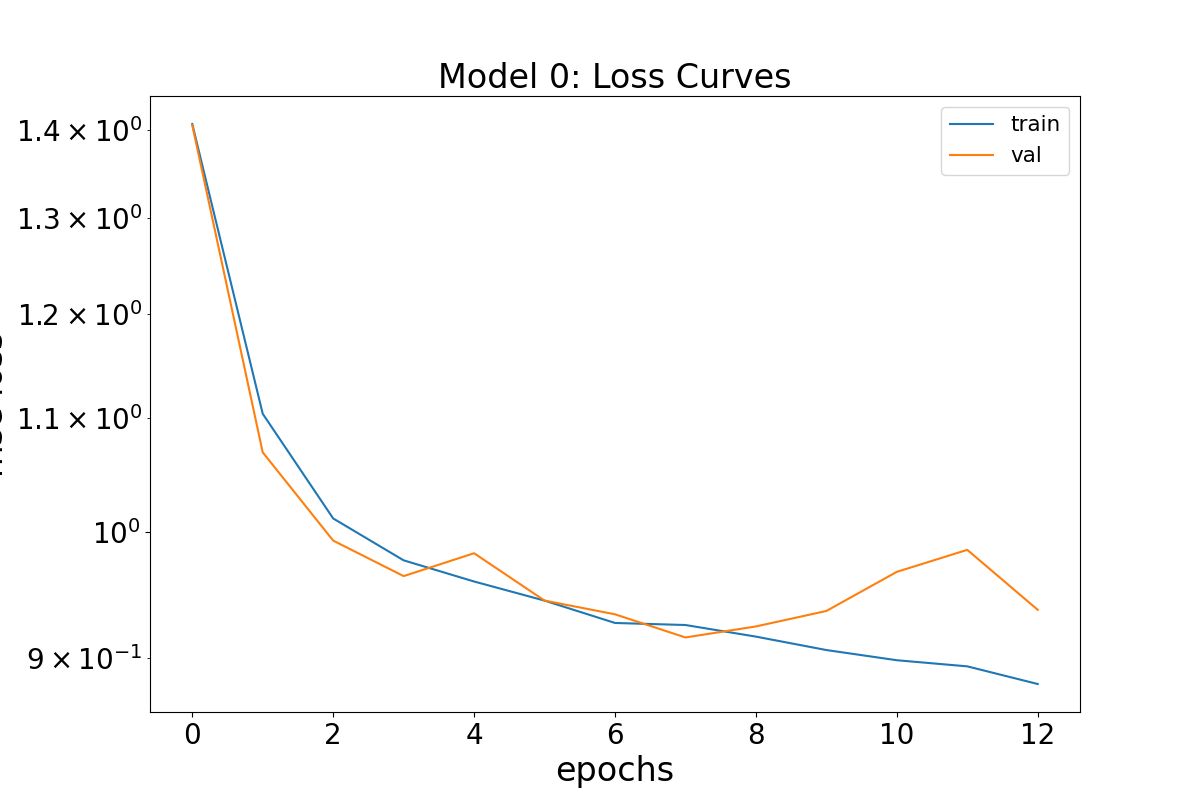 Model 0: Loss Curves
train
val
1.4 × 10⁰
1.3 × 10⁰
1.2 × 10⁰
1.1 × 10⁰
10⁰
9 × 10⁻¹
0 2 4 6 8 10 12
epochs